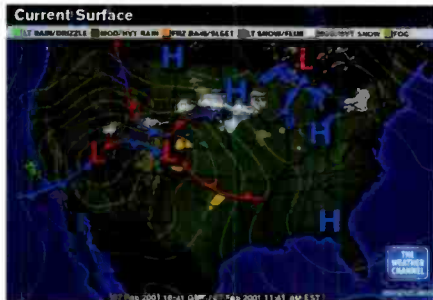 Current Surface
LT RAIN/DRIZZLE MOD/HVY RAIN FRZ RAIN/SLEET LT SNOW/FLUR MOD/HVY SNOW FOG
H
L
H
H
L
L
H
THE
WEATHER
CHANNEL
2001 2001 11:41 AM EST